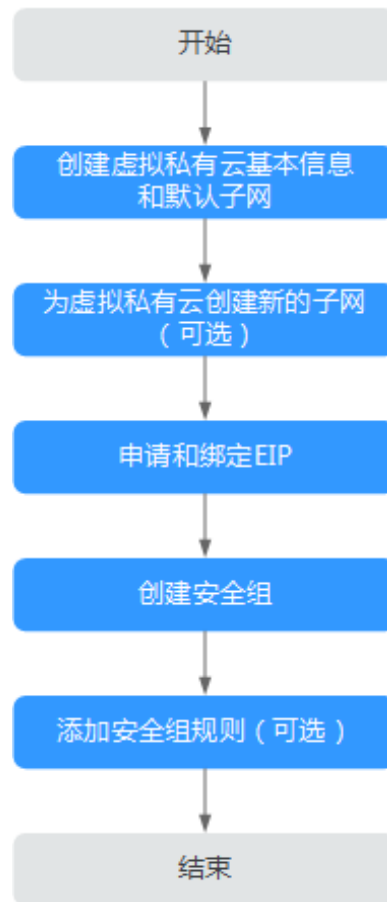 开始
创建虚拟私有云基本信息
和默认子网
为虚拟私有云创建新的子网
（可选）
申请和绑定EIP
创建安全组
添加安全组规则（可选）
结束